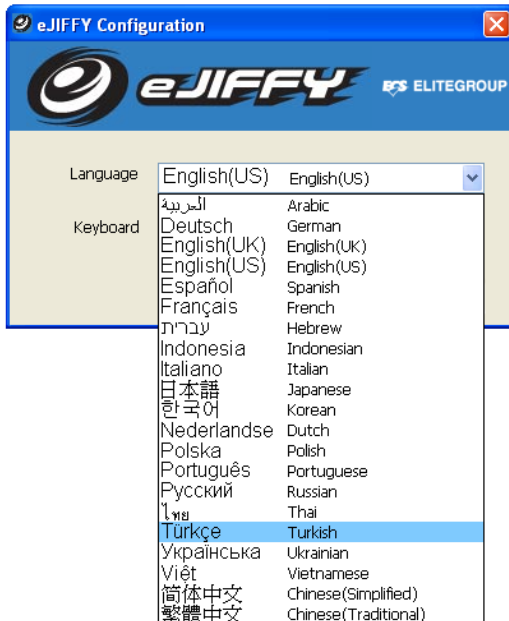 eJIFFY Configuration
eJIFFY ECS ELITEGROUP
Language English(US) English(US)
العربية Arabic
Keyboard Deutsch German
English(UK) English(UK)
English(US) English(US)
Español Spanish
Français French
עברית Hebrew
Indonesia Indonesian
Italiano Italian
日本語 Japanese
한국어 Korean
Nederlandse Dutch
Polska Polish
Português Portuguese
Русский Russian
ไทย Thai
Türkçe Turkish
Українська Ukrainian
Việt Vietnamese
简体中文 Chinese(Simplified)
繁體中文 Chinese(Traditional)